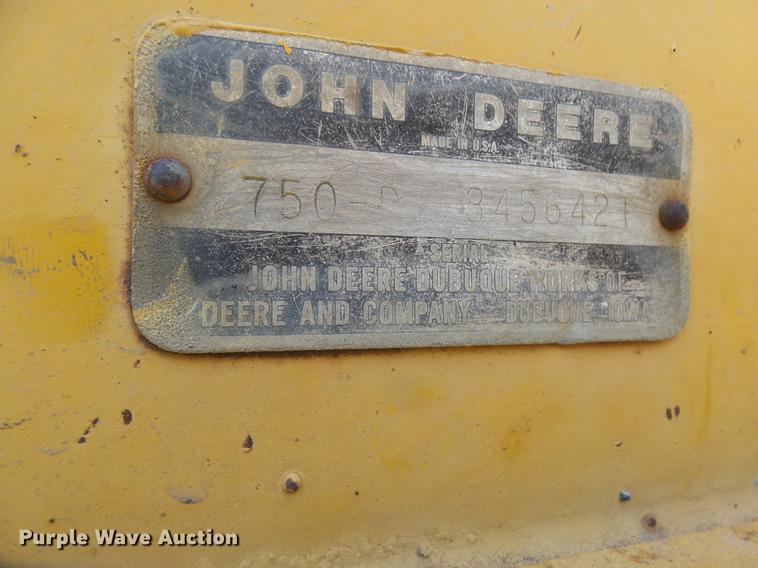 JOHN DEERE
MADE IN U.S.A.
750-
SERIAL
JOHN DEERE DUBUQUE WORKS OF
DEERE AND COMPANY DUBUQUE IOWA
Purple Wave Auction